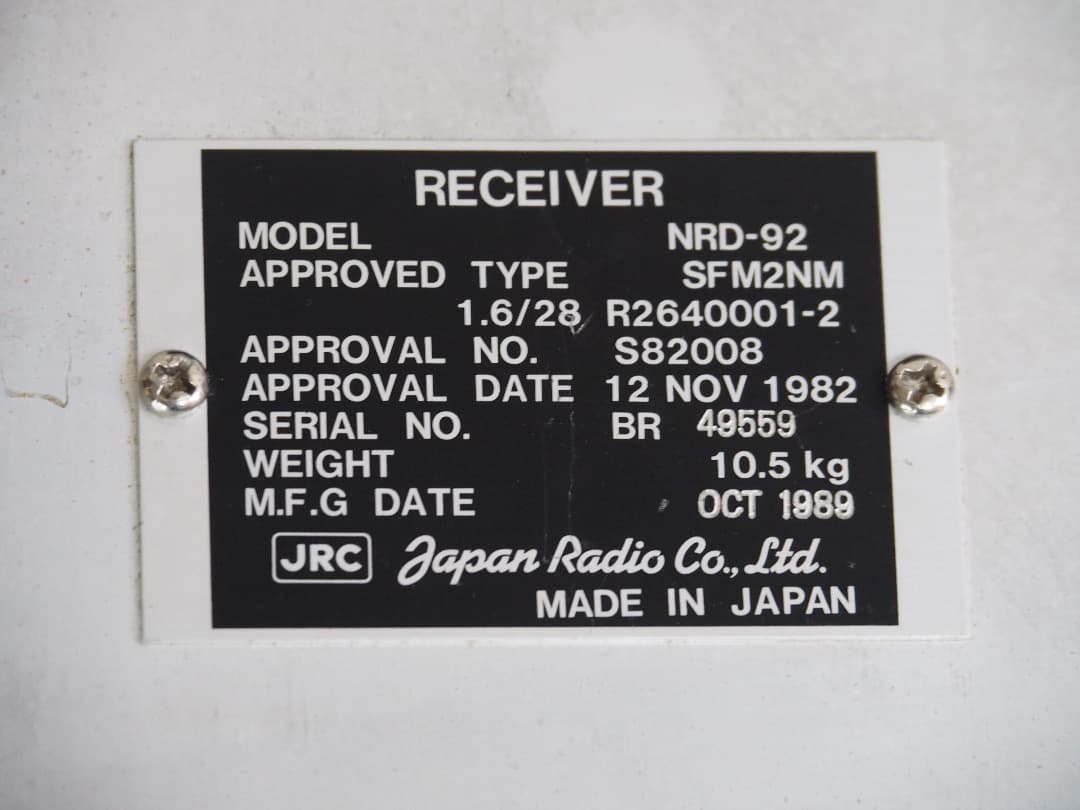 RECEIVER
MODEL NRD-92
APPROVED TYPE SFM2NM
1.6/28 R2640001-2
APPROVAL NO. S82008
APPROVAL DATE 12 NOV 1982
SERIAL NO. BR 49559
WEIGHT 10.5 kg
M.F.G DATE OCT 1989
JRC Japan Radio Co., Ltd.
MADE IN JAPAN